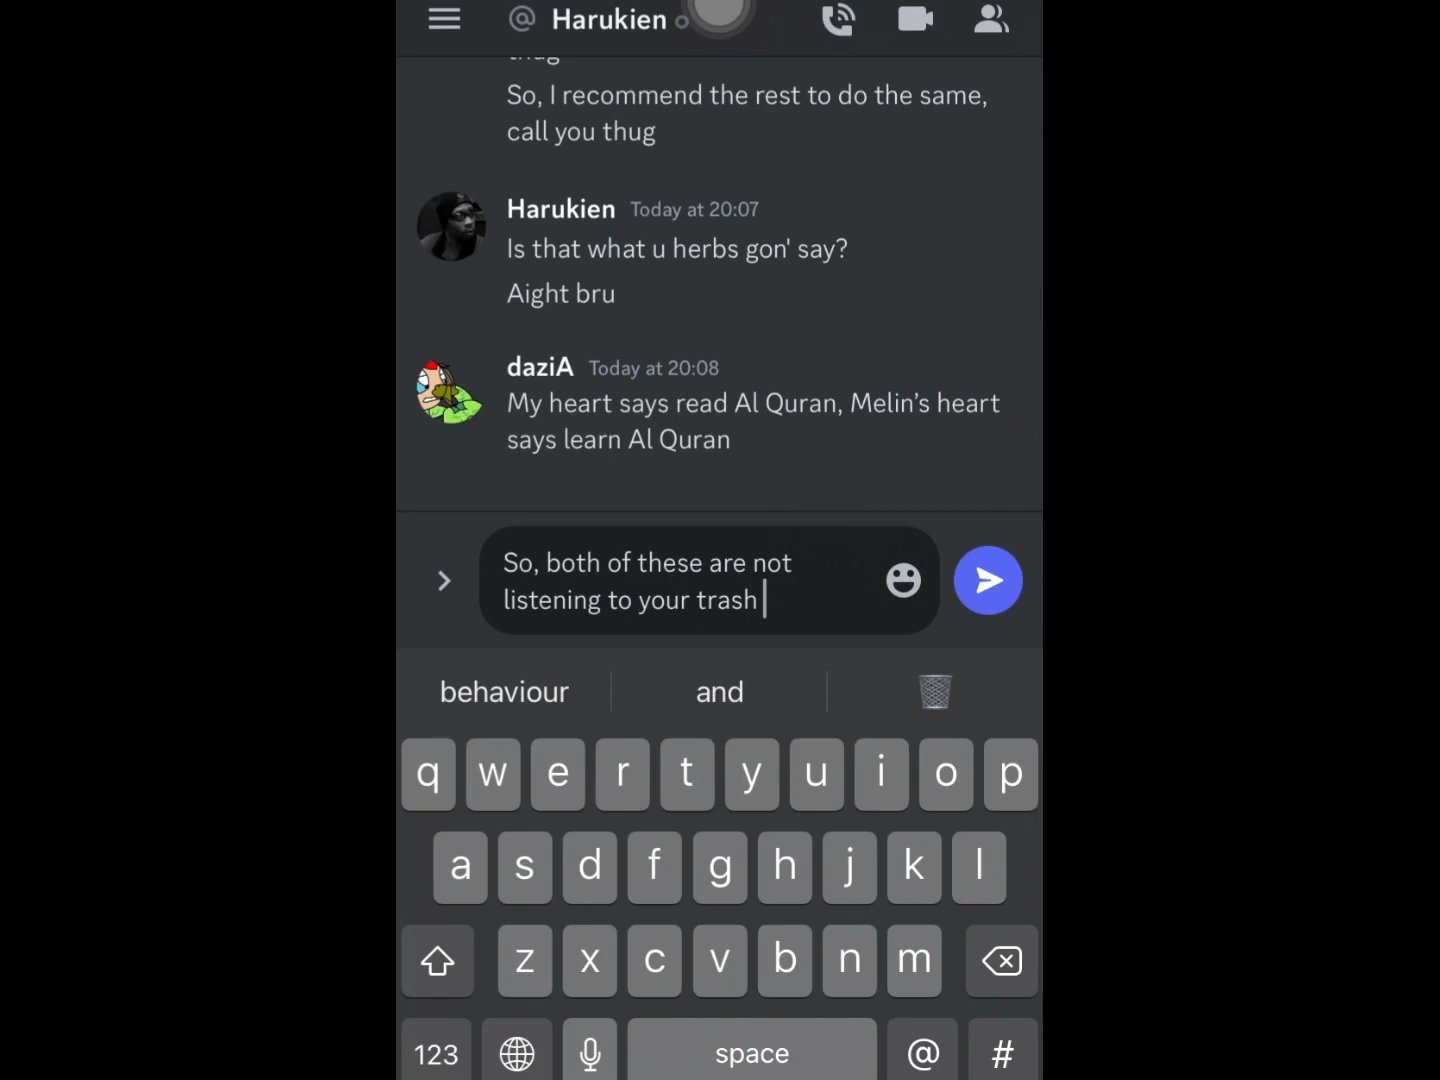 @ Harukien
thug
So, I recommend the rest to do the same,
call you thug
Harukien Today at 20:07
Is that what u herbs gon' say?
Aight bru
daziA Today at 20:08
My heart says read Al Quran, Melin’s heart
says learn Al Quran
So, both of these are not
listening to your trash
behaviour and
q w e r t y u i o p
a s d f g h j k l
z x c v b n m
123 space @ #